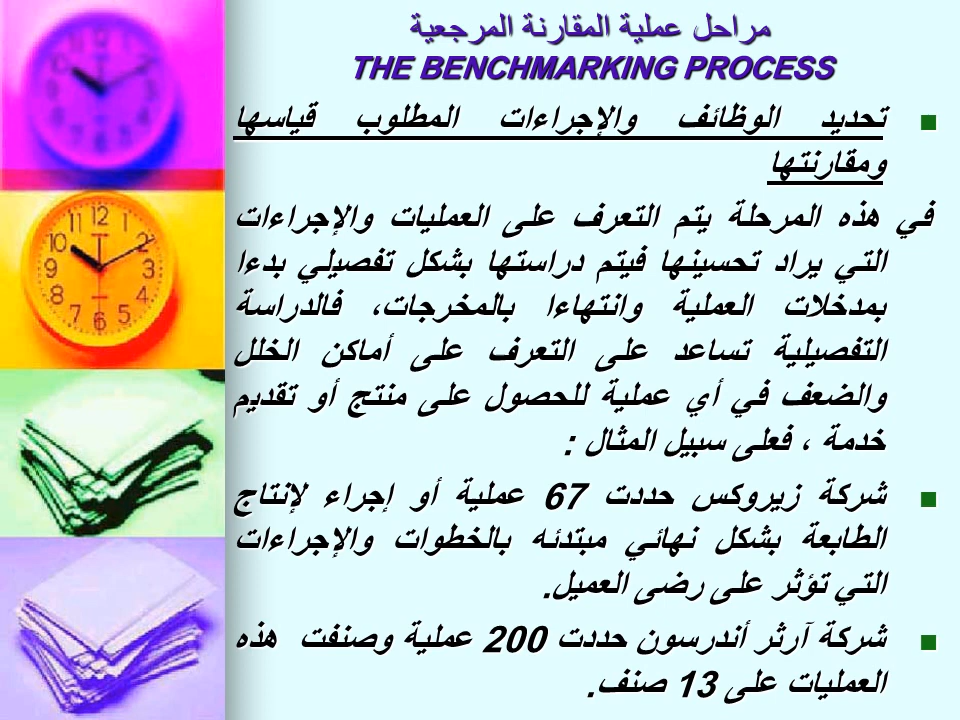 مراحل عملية المقارنة المرجعية
THE BENCHMARKING PROCESS
تحديد الوظائف والإجراءات المطلوب قياسها
ومقارنتها
في هذه المرحلة يتم التعرف على العمليات والإجراءات
التي يراد تحسينها فيتم دراستها بشكل تفصيلي بدءا
بمدخلات العملية وانتهاءا بالمخرجات، فالدراسة
التفصيلية تساعد على التعرف على أماكن الخلل
والضعف في أي عملية للحصول على منتج أو تقديم
خدمة ، فعلى سبيل المثال :
شركة زيروكس حددت 67 عملية أو إجراء لإنتاج
الطابعة بشكل نهائي مبتدئه بالخطوات والإجراءات
التي تؤثر على رضى العميل.
شركة آرثر أندرسون حددت 200 عملية وصنفت هذه
العمليات على 13 صنف.